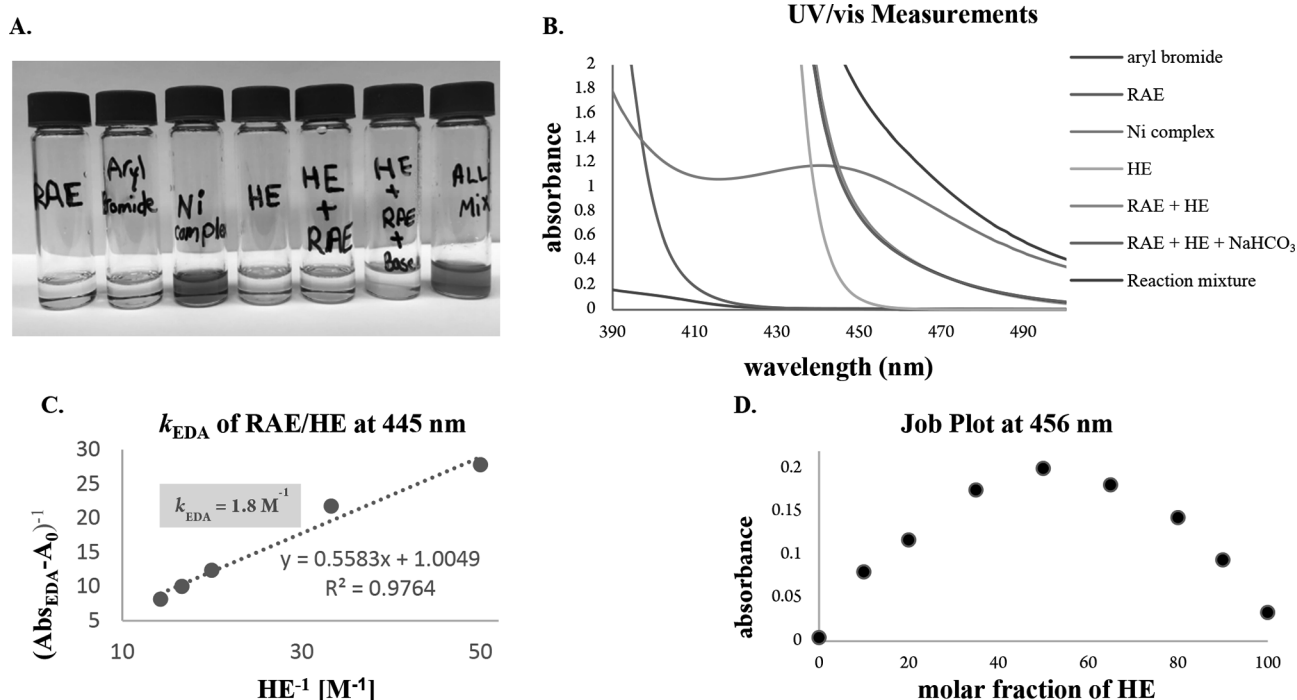 A.
RAE
Aryl
Bromide
Ni
complex
HE
HE
+
RAE
HE
+
RAE
+
Base
ALL
Mix
B.
UV/vis Measurements
absorbance
2
1.8
1.6
1.4
1.2
1
0.8
0.6
0.4
0.2
0
390 410 430 450 470 490
wavelength (nm)
aryl bromide
RAE
Ni complex
HE
RAE + HE
RAE + HE + NaHCO₃
Reaction mixture
C.
kEDA of RAE/HE at 445 nm
(AbsEDA-A₀)⁻¹
30
25
20
15
10
5
kEDA = 1.8 M⁻¹
y = 0.5583x + 1.0049
R² = 0.9764
10 30 50
HE⁻¹ [M⁻¹]
D.
Job Plot at 456 nm
absorbance
0.2
0.15
0.1
0.05
0
0 20 40 60 80 100
molar fraction of HE